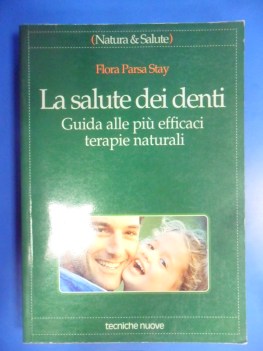 (Natura & Salute)
Flora Parsa Stay
La salute dei denti
Guida alle più efficaci
terapie naturali
tecniche nuove